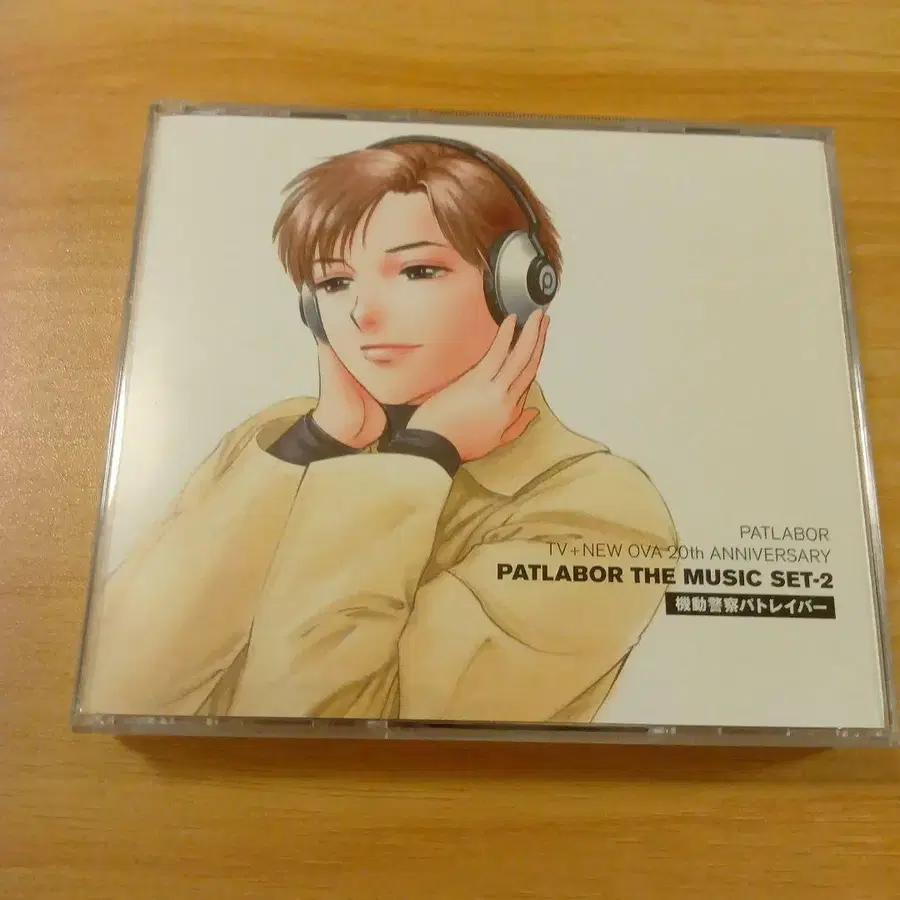 PATLABOR
TV+NEW OVA 20th ANNIVERSARY
PATLABOR THE MUSIC SET-2
機動警察パトレイバー